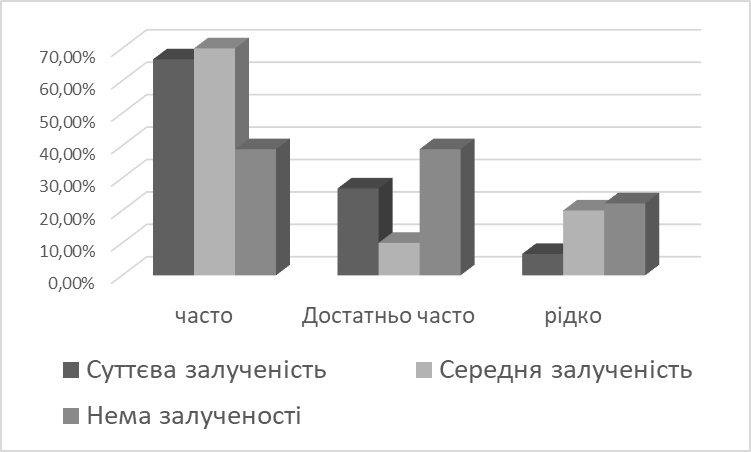 70,00%
60,00%
50,00%
40,00%
30,00%
20,00%
10,00%
0,00%
часто Достатньо часто рідко
Суттєва залученість Середня залученість
Нема залученості